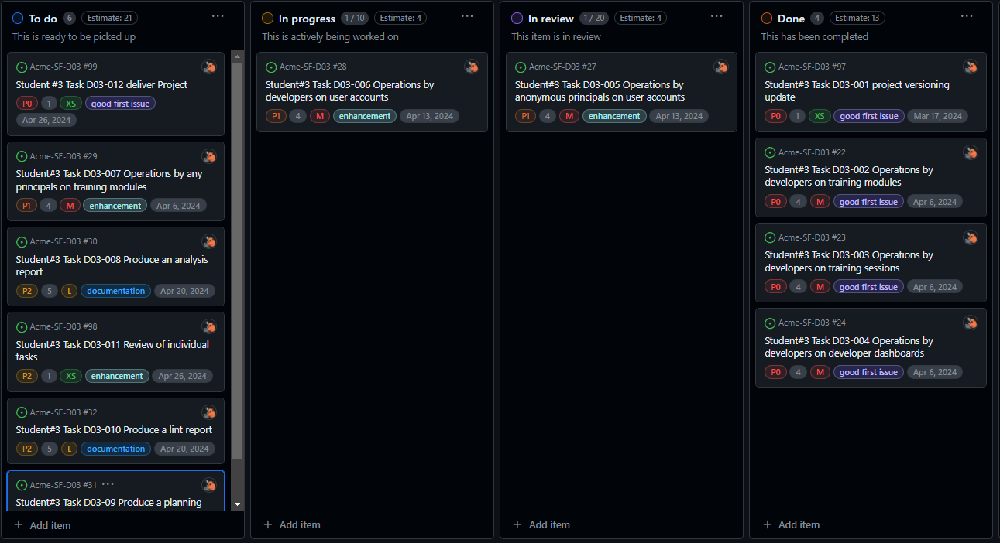 To do 6 Estimate: 21 ...
This is ready to be picked up
Acme-SF-D03 #99
Student #3 Task D03-012 deliver Project
P0 1 XS good first issue
Apr 26, 2024
Acme-SF-D03 #29
Student#3 Task D03-007 Operations by any
principals on training modules
P1 4 M enhancement Apr 6, 2024
Acme-SF-D03 #30
Student#3 Task D03-008 Produce an analysis
report
P2 5 L documentation Apr 20, 2024
Acme-SF-D03 #98
Student#3 Task D03-011 Review of individual
tasks
P2 1 XS enhancement Apr 26, 2024
Acme-SF-D03 #32
Student#3 Task D03-010 Produce a lint report
P2 5 L documentation Apr 20, 2024
Acme-SF-D03 #31 ...
Student#3 Task D03-09 Produce a planning
+ Add item
In progress 1 / 10 Estimate: 4 ...
This is actively being worked on
Acme-SF-D03 #28
Student#3 Task D03-006 Operations by
developers on user accounts
P1 4 M enhancement Apr 13, 2024
+ Add item
In review 1 / 20 Estimate: 4 ...
This item is in review
Acme-SF-D03 #27
Student#3 Task D03-005 Operations by
anonymous principals on user accounts
P1 4 M enhancement Apr 13, 2024
+ Add item
Done 4 Estimate: 13 ...
This has been completed
Acme-SF-D03 #97
Student#3 Task D03-001 project versioning
update
P0 1 XS good first issue Mar 17, 2024
Acme-SF-D03 #22
Student#3 Task D03-002 Operations by
developers on training modules
P0 4 M good first issue Apr 6, 2024
Acme-SF-D03 #23
Student#3 Task D03-003 Operations by
developers on training sessions
P0 4 M good first issue Apr 6, 2024
Acme-SF-D03 #24
Student#3 Task D03-004 Operations by
developers on developer dashboards
P0 4 M good first issue Apr 6, 2024
+ Add item